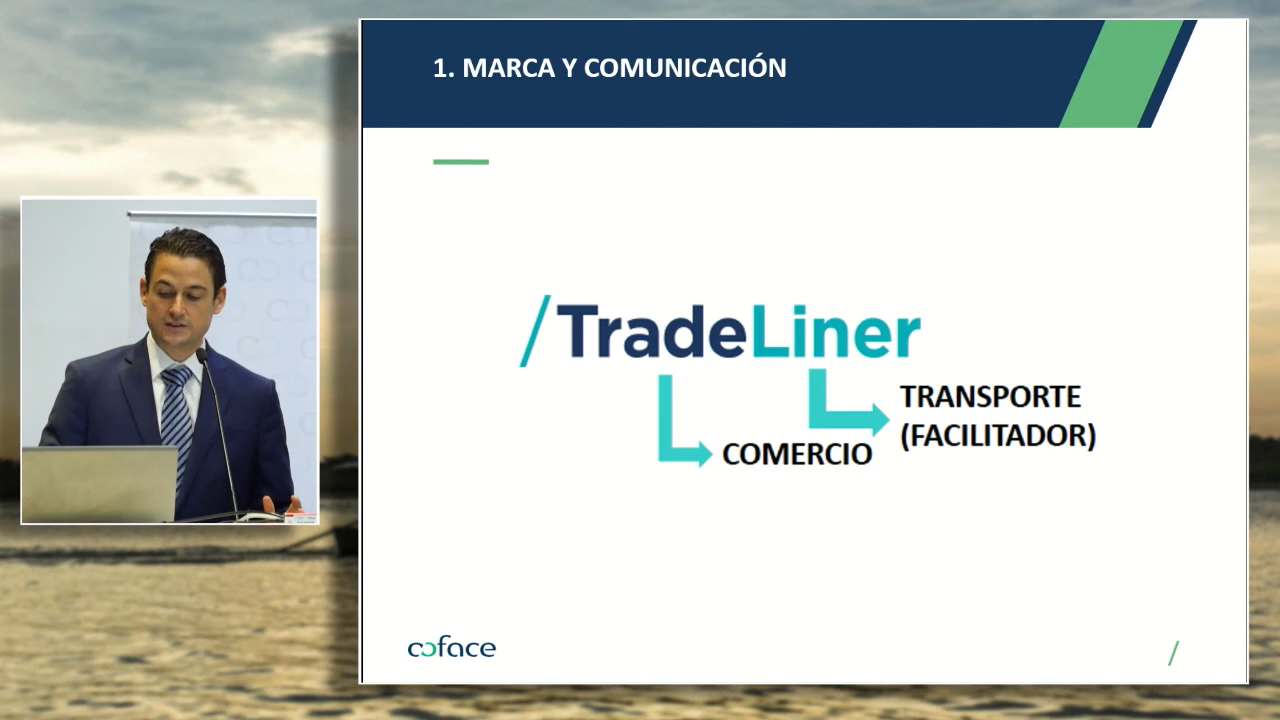 1. MARCA Y COMUNICACIÓN
/TradeLiner
TRANSPORTE
(FACILITADOR)
COMERCIO
coface
/